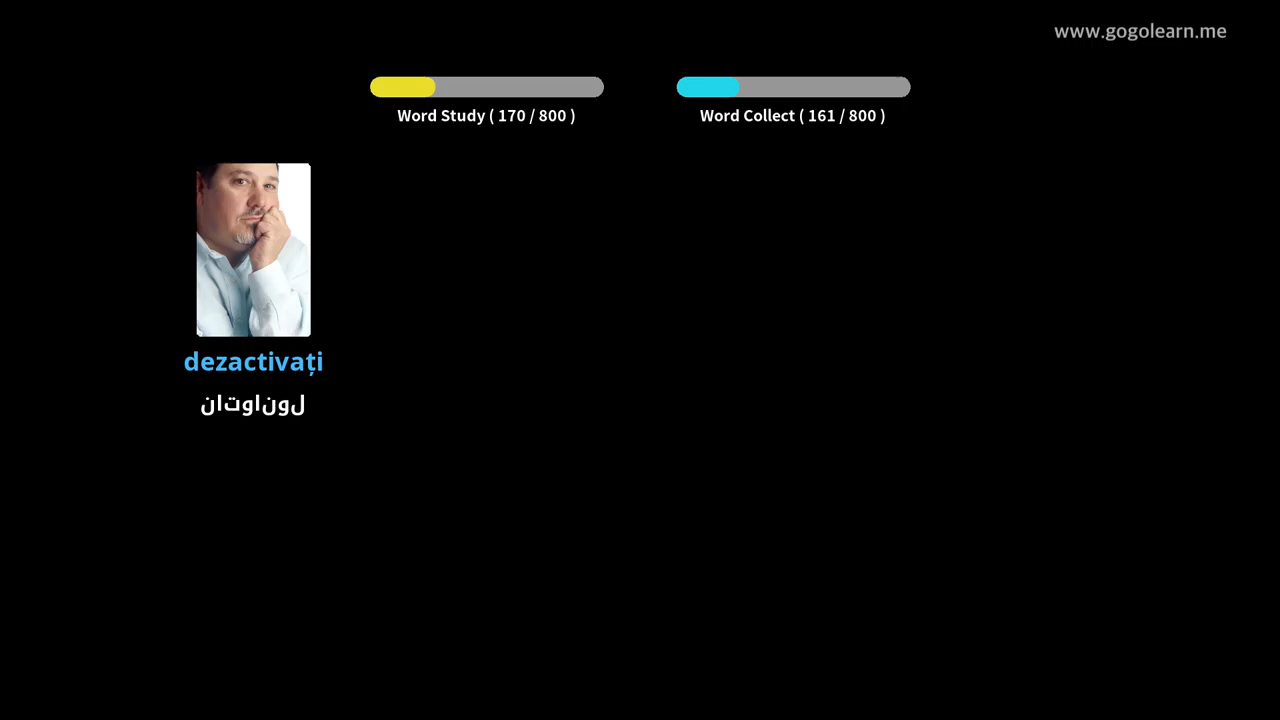 www.gogolearn.me
Word Study ( 170 / 800 )
Word Collect ( 161 / 800 )
dezactivați
لوناوتان